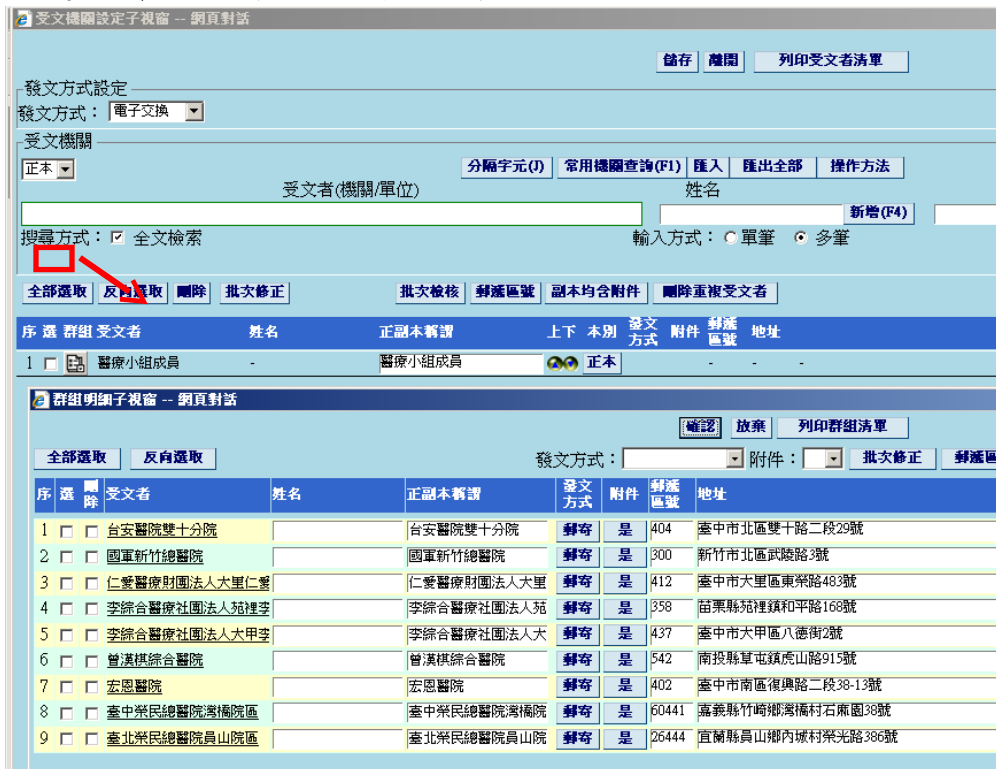 受文機關設定子視窗 -- 網頁對話
儲存 離開 列印受文者清單
發文方式設定
發文方式： 電子交換
受文機關
正本 分隔字元(J) 常用機關查詢(F1) 匯入 匯出全部 操作方法
受文者(機關/單位) 姓名
新增(F4)
搜尋方式： 全文檢索 輸入方式： 單筆 多筆
全部選取 反向選取 刪除 批次修正 批次檢核 郵遞區號 副本均含附件 刪除重複受文者
序 選 群組 受文者 姓名 正副本稱謂 上下 本別 發文方式 附件 郵遞區號 地址
1 醫療小組成員 - 醫療小組成員 正本 - - -
群組明細子視窗 -- 網頁對話
確認 放棄 列印群組清單
全部選取 反向選取 發文方式： 附件： 批次修正 郵遞區
序 選 刪除 受文者 姓名 正副本稱謂 發文方式 附件 郵遞區號 地址
1 台安醫院雙十分院 台安醫院雙十分院 郵寄 是 404 臺中市北區雙十路二段29號
2 國軍新竹總醫院 國軍新竹總醫院 郵寄 是 300 新竹市北區武陵路3號
3 仁愛醫療財團法人大里仁愛 仁愛醫療財團法人大里 郵寄 是 412 臺中市大里區東榮路483號
4 李綜合醫療社團法人苑裡李 李綜合醫療社團法人苑 郵寄 是 358 苗栗縣苑裡鎮和平路168號
5 李綜合醫療社團法人大甲李 李綜合醫療社團法人大 郵寄 是 437 臺中市大甲區八德街2號
6 曾漢棋綜合醫院 曾漢棋綜合醫院 郵寄 是 542 南投縣草屯鎮虎山路915號
7 宏恩醫院 宏恩醫院 郵寄 是 402 臺中市南區復興路二段38-13號
8 臺中榮民總醫院灣橋院區 臺中榮民總醫院灣橋院 郵寄 是 60441 嘉義縣竹崎鄉灣橋村石麻園38號
9 臺北榮民總醫院員山院區 臺北榮民總醫院員山院 郵寄 是 26444 宜蘭縣員山鄉內城村榮光路386號